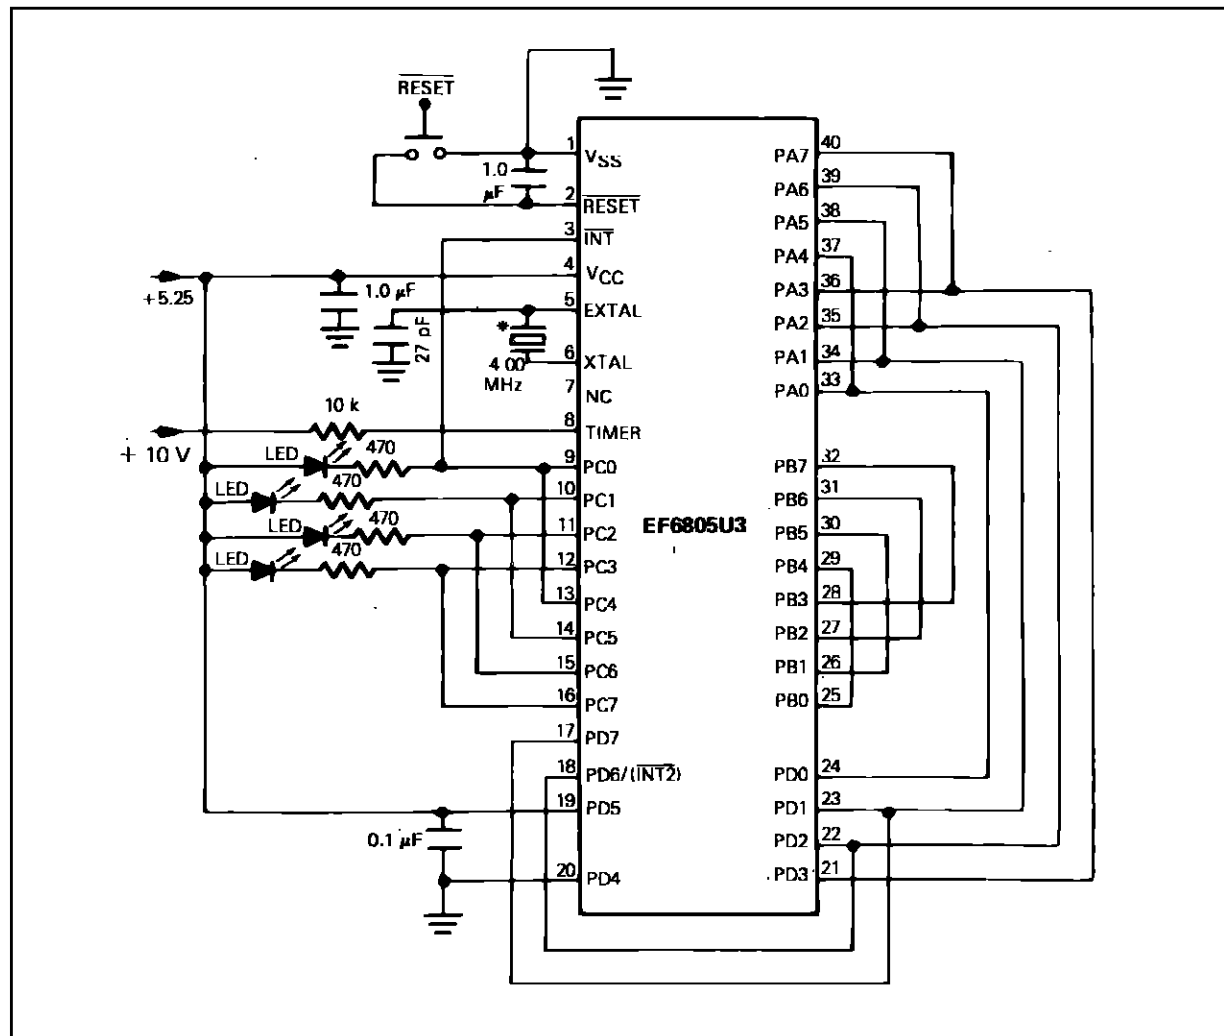 RESET
1 VSS
1.0 μF
2 RESET
3 INT
4 VCC
+5.25
1.0 μF
5 EXTAL
27 pF
*
4.00 MHz
6 XTAL
7 NC
10 k
8 TIMER
+ 10 V
LED 470
9 PC0
LED 470
10 PC1
LED 470
11 PC2
LED 470
12 PC3
13 PC4
14 PC5
15 PC6
16 PC7
17 PD7
18 PD6/(INT2)
19 PD5
0.1 μF
20 PD4
EF6805U3
PA7 40
PA6 39
PA5 38
PA4 37
PA3 36
PA2 35
PA1 34
PA0 33
PB7 32
PB6 31
PB5 30
PB4 29
PB3 28
PB2 27
PB1 26
PB0 25
PD0 24
PD1 23
PD2 22
PD3 21